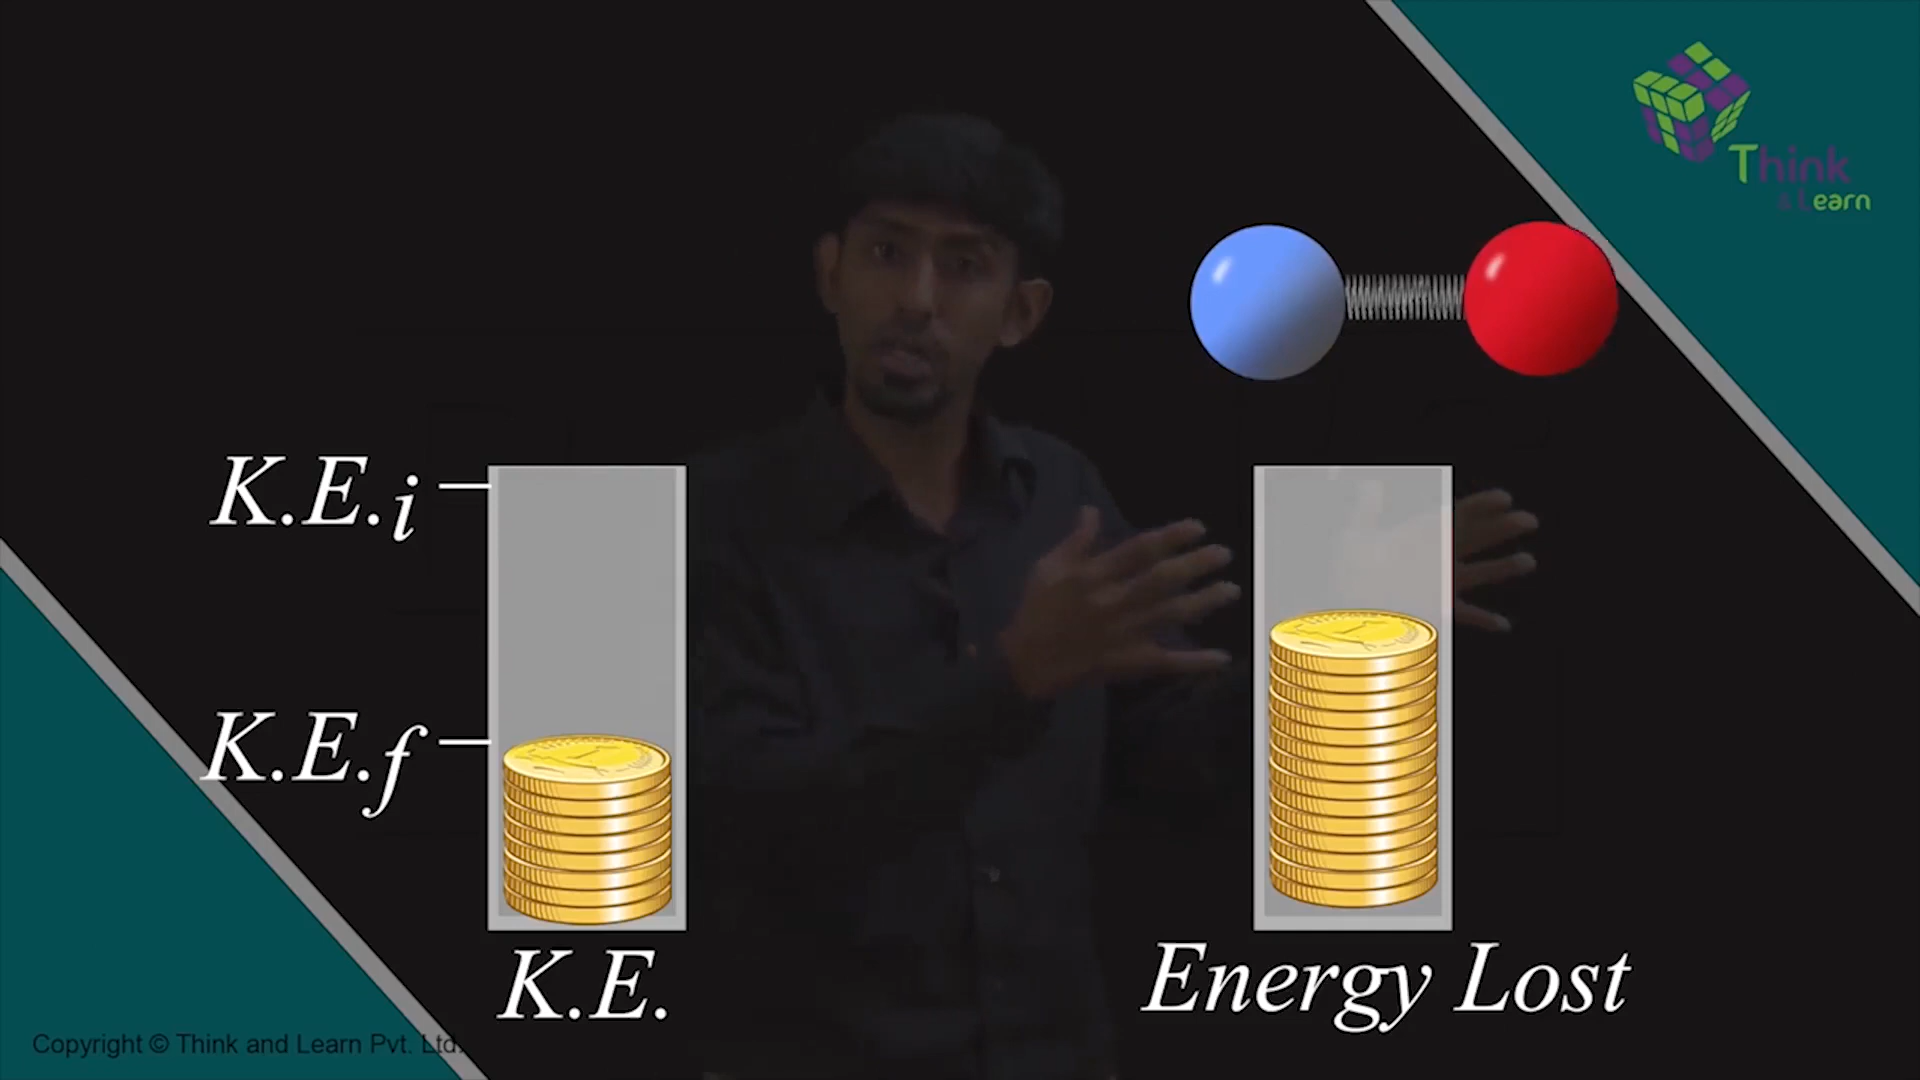 Think
& Learn
K.E.i
K.E.f
K.E.
Energy Lost
Copyright © Think and Learn Pvt. Ltd.